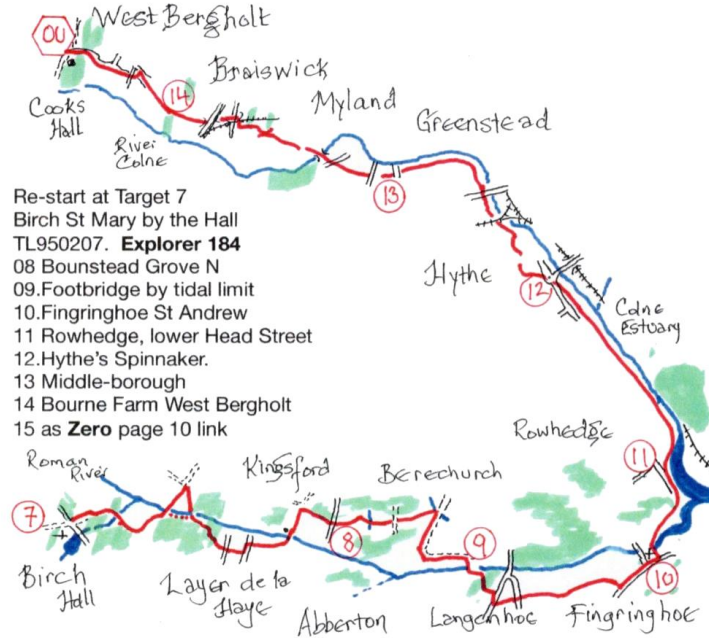 00
West Bergholt
Braiswick
14
Cooks
Hall
Myland
Greenstead
River
Colne
13
Re-start at Target 7
Birch St Mary by the Hall
TL950207. Explorer 184
08 Bounstead Grove N
09.Footbridge by tidal limit
10.Fingringhoe St Andrew
11 Rowhedge, lower Head Street
12.Hythe's Spinnaker.
13 Middle-borough
14 Bourne Farm West Bergholt
15 as Zero page 10 link
Hythe
12
Colne
Estuary
Rowhedge
11
Roman
River
Kingsford
Berechurch
7
8
9
10
Birch
Hall
Layer de la
Haye
Abberton
Langenhoe
Fingringhoe